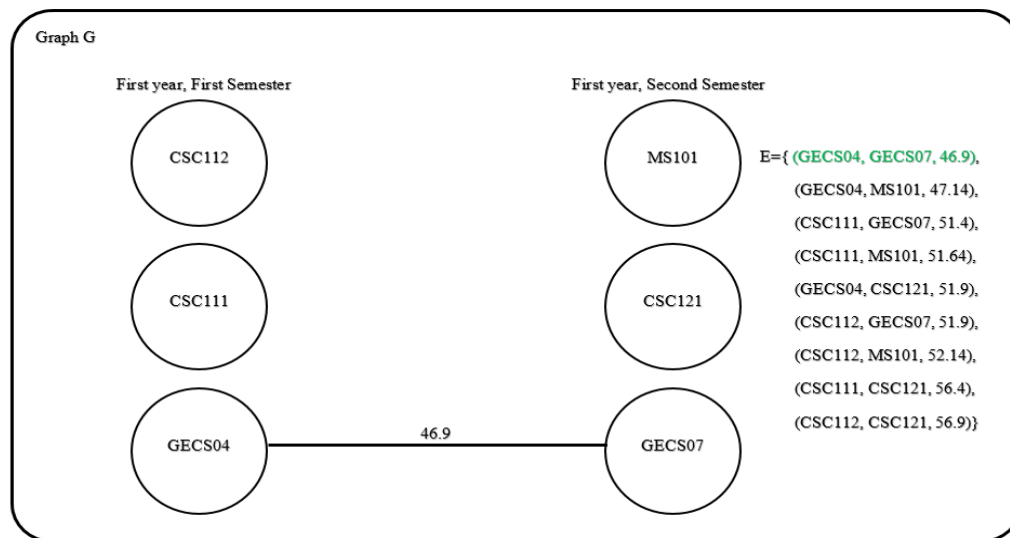 Graph G
First year, First Semester
First year, Second Semester
CSC112
MS101
E={ (GECS04, GECS07, 46.9),
(GECS04, MS101, 47.14),
(CSC111, GECS07, 51.4),
(CSC111, MS101, 51.64),
(GECS04, CSC121, 51.9),
(CSC112, GECS07, 51.9),
(CSC112, MS101, 52.14),
(CSC111, CSC121, 56.4),
(CSC112, CSC121, 56.9)}
CSC111
CSC121
GECS04
46.9
GECS07